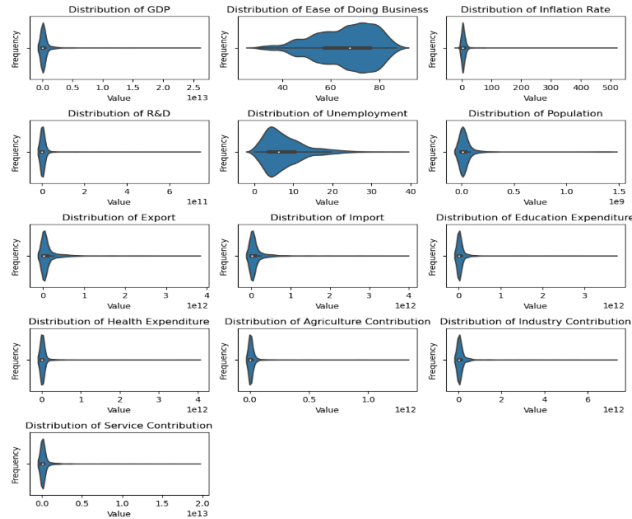 Distribution of GDP
Frequency
0.0 0.5 1.0 1.5 2.0 2.5
Value
1e13
Distribution of Ease of Doing Business
Frequency
40 60 80
Value
Distribution of Inflation Rate
Frequency
0 100 200 300 400 500
Value
Distribution of R&D
Frequency
0 2 4 6
Value
1e11
Distribution of Unemployment
Frequency
0 10 20 30 40
Value
Distribution of Population
Frequency
0.0 0.5 1.0 1.5
Value
1e9
Distribution of Export
Frequency
0 1 2 3 4
Value
1e12
Distribution of Import
Frequency
0 1 2 3 4
Value
1e12
Distribution of Education Expenditure
Frequency
0 1 2 3
Value
1e12
Distribution of Health Expenditure
Frequency
0 1 2 3 4
Value
1e12
Distribution of Agriculture Contribution
Frequency
0.0 0.5 1.0
Value
1e12
Distribution of Industry Contribution
Frequency
0 2 4 6
Value
1e12
Distribution of Service Contribution
Frequency
0.0 0.5 1.0 1.5 2.0
Value
1e13